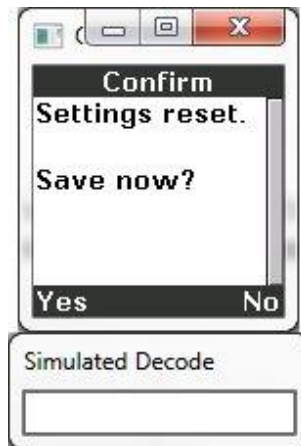 Confirm
Settings reset.
Save now?
Yes No
Simulated Decode